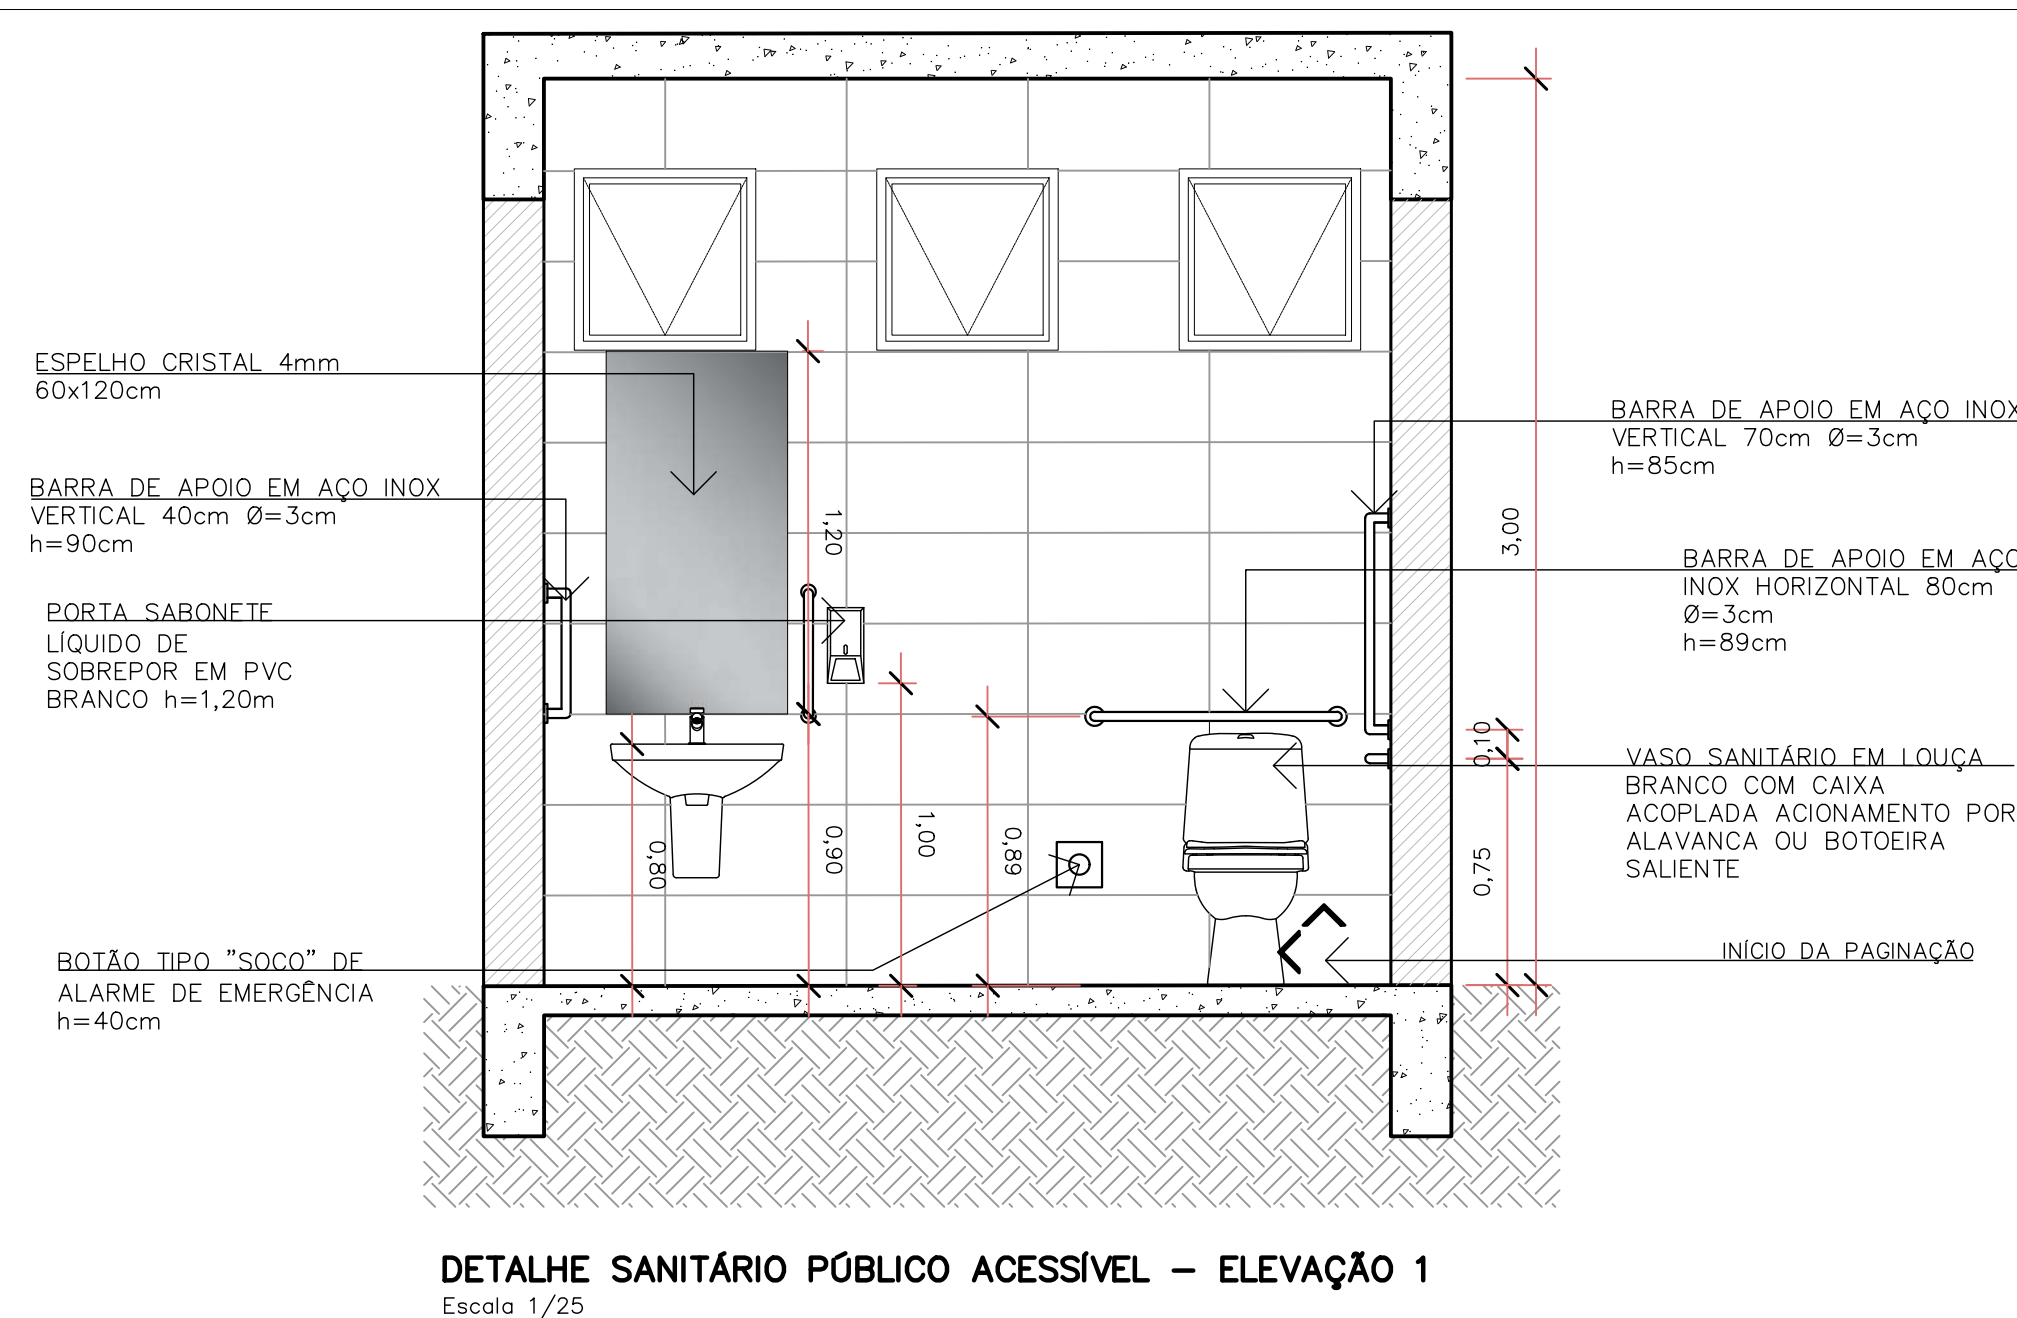 ESPELHO CRISTAL 4mm
60x120cm
BARRA DE APOIO EM AÇO INOX
VERTICAL 40cm Ø=3cm
h=90cm
PORTA SABONETE
LÍQUIDO DE
SOBREPOR EM PVC
BRANCO h=1,20m
BOTÃO TIPO "SOCO" DE
ALARME DE EMERGÊNCIA
h=40cm
1,20
0,80
0,90
1,00
0,89
3,00
0,10
0,75
BARRA DE APOIO EM AÇO INOX
VERTICAL 70cm Ø=3cm
h=85cm
BARRA DE APOIO EM AÇO
INOX HORIZONTAL 80cm
Ø=3cm
h=89cm
VASO SANITÁRIO EM LOUÇA
BRANCO COM CAIXA
ACOPLADA ACIONAMENTO POR
ALAVANCA OU BOTOEIRA
SALIENTE
INÍCIO DA PAGINAÇÃO
DETALHE SANITÁRIO PÚBLICO ACESSÍVEL – ELEVAÇÃO 1
Escala 1/25